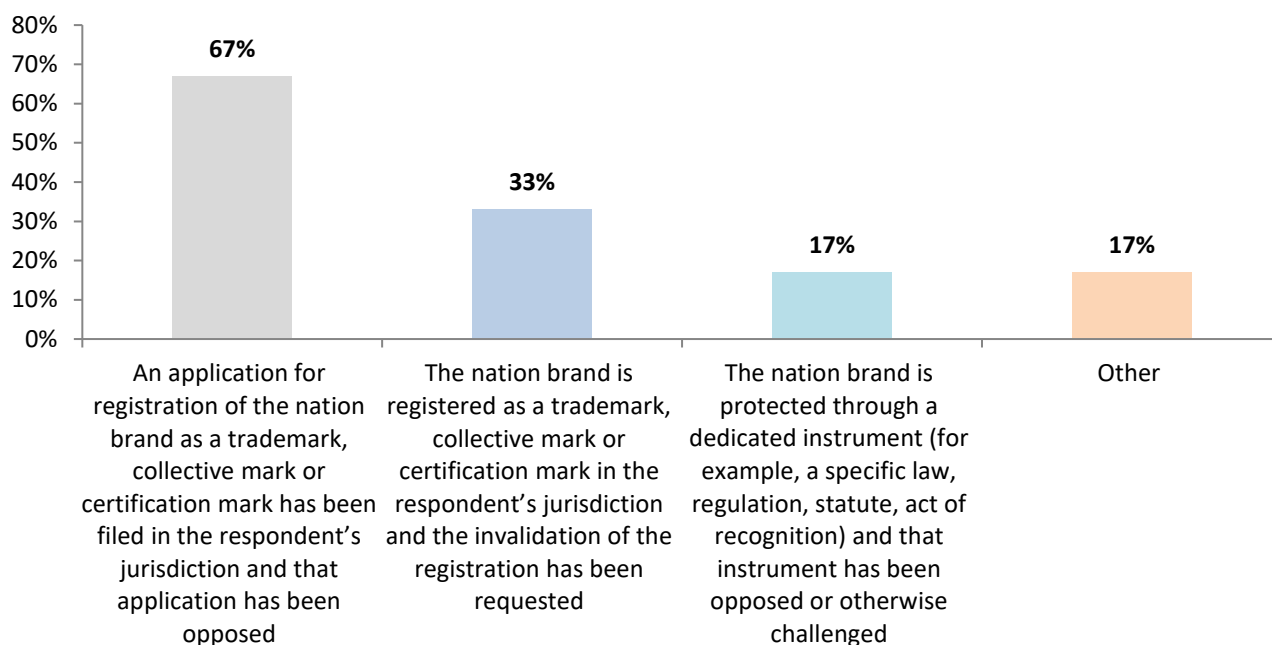 80%
70%
60%
50%
40%
30%
20%
10%
0%
67%
33%
17%
17%
An application for
registration of the nation
brand as a trademark,
collective mark or
certification mark has been
filed in the respondent’s
jurisdiction and that
application has been
opposed
The nation brand is
registered as a trademark,
collective mark or
certification mark in the
respondent’s jurisdiction
and the invalidation of the
registration has been
requested
The nation brand is
protected through a
dedicated instrument (for
example, a specific law,
regulation, statute, act of
recognition) and that
instrument has been
opposed or otherwise
challenged
Other